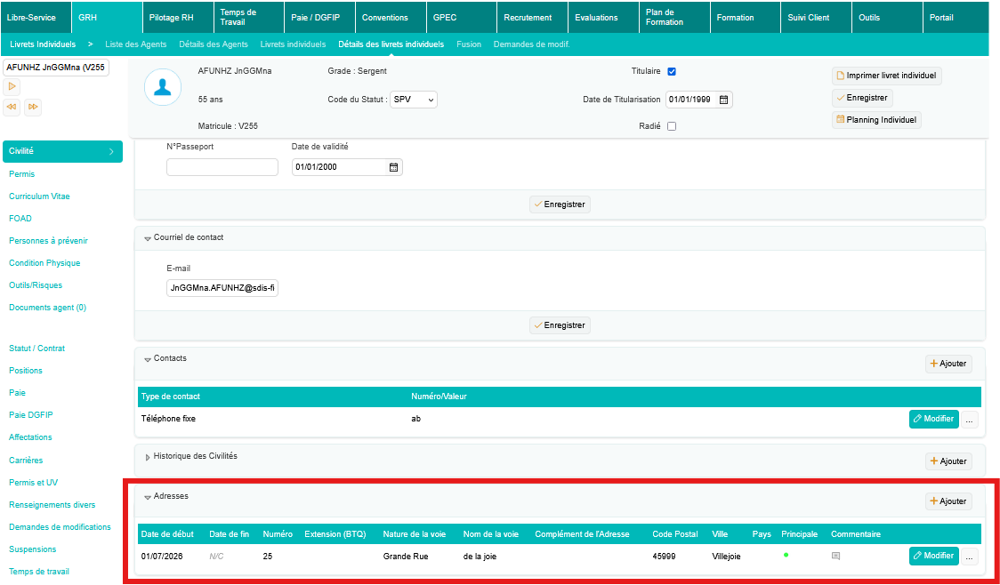 Libre-Service GRH Pilotage RH Temps de Travail Paie / DGFIP Conventions GPEC Recrutement Evaluations Plan de Formation Formation Suivi Client Outils Portail
Livrets Individuels > Liste des Agents Détails des Agents Livrets individuels Détails des livrets individuels Fusion Demandes de modif.
AFUNHZ JnGGMna (V255
AFUNHZ JnGGMna Grade : Sergent Titulaire Imprimer livret individuel
55 ans Code du Statut : SPV Date de Titularisation 01/01/1999 Enregistrer
Matricule : V255 Radié Planning Individuel
Civilité
Permis
Curriculum Vitae
FOAD
Personnes à prévenir
Condition Physique
Outils/Risques
Documents agent (0)
Statut / Contrat
Positions
Paie
Paie DGFIP
Affectations
Carrières
Permis et UV
Renseignements divers
Demandes de modifications
Suspensions
Temps de travail
N°Passeport Date de validité
01/01/2000
Enregistrer
Courriel de contact
E-mail
JnGGMna.AFUNHZ@sdis-fi
Enregistrer
Contacts + Ajouter
Type de contact Numéro/Valeur
Téléphone fixe ab Modifier ...
Historique des Civilités + Ajouter
Adresses + Ajouter
Date de début Date de fin Numéro Extension (BTQ) Nature de la voie Nom de la voie Complément de l'Adresse Code Postal Ville Pays Principale Commentaire
01/07/2026 N/C 25 Grande Rue de la joie 45999 Villejoie Modifier ...